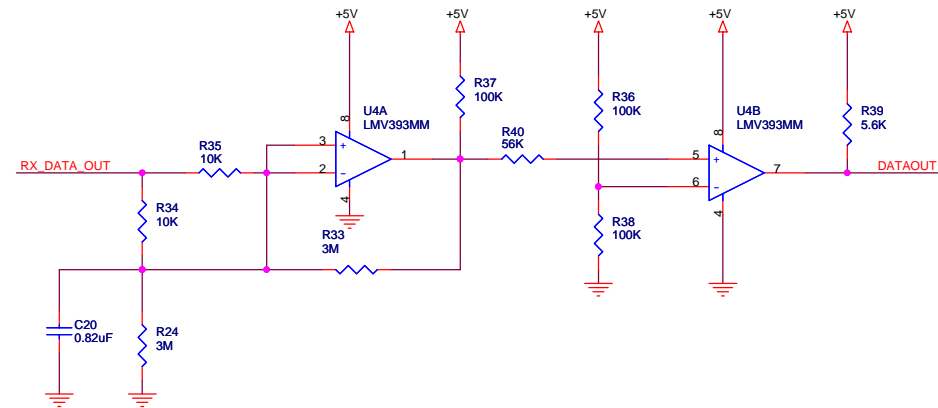 +5V
+5V
+5V
+5V
+5V
R37
100K
R36
100K
U4A
LMV393MM
U4B
LMV393MM
R39
5.6K
8
8
R35
10K
3
+
1
R40
56K
5
+
RX_DATA_OUT
2
-
7
DATAOUT
6
-
4
4
R34
10K
R38
100K
R33
3M
C20
0.82uF
R24
3M